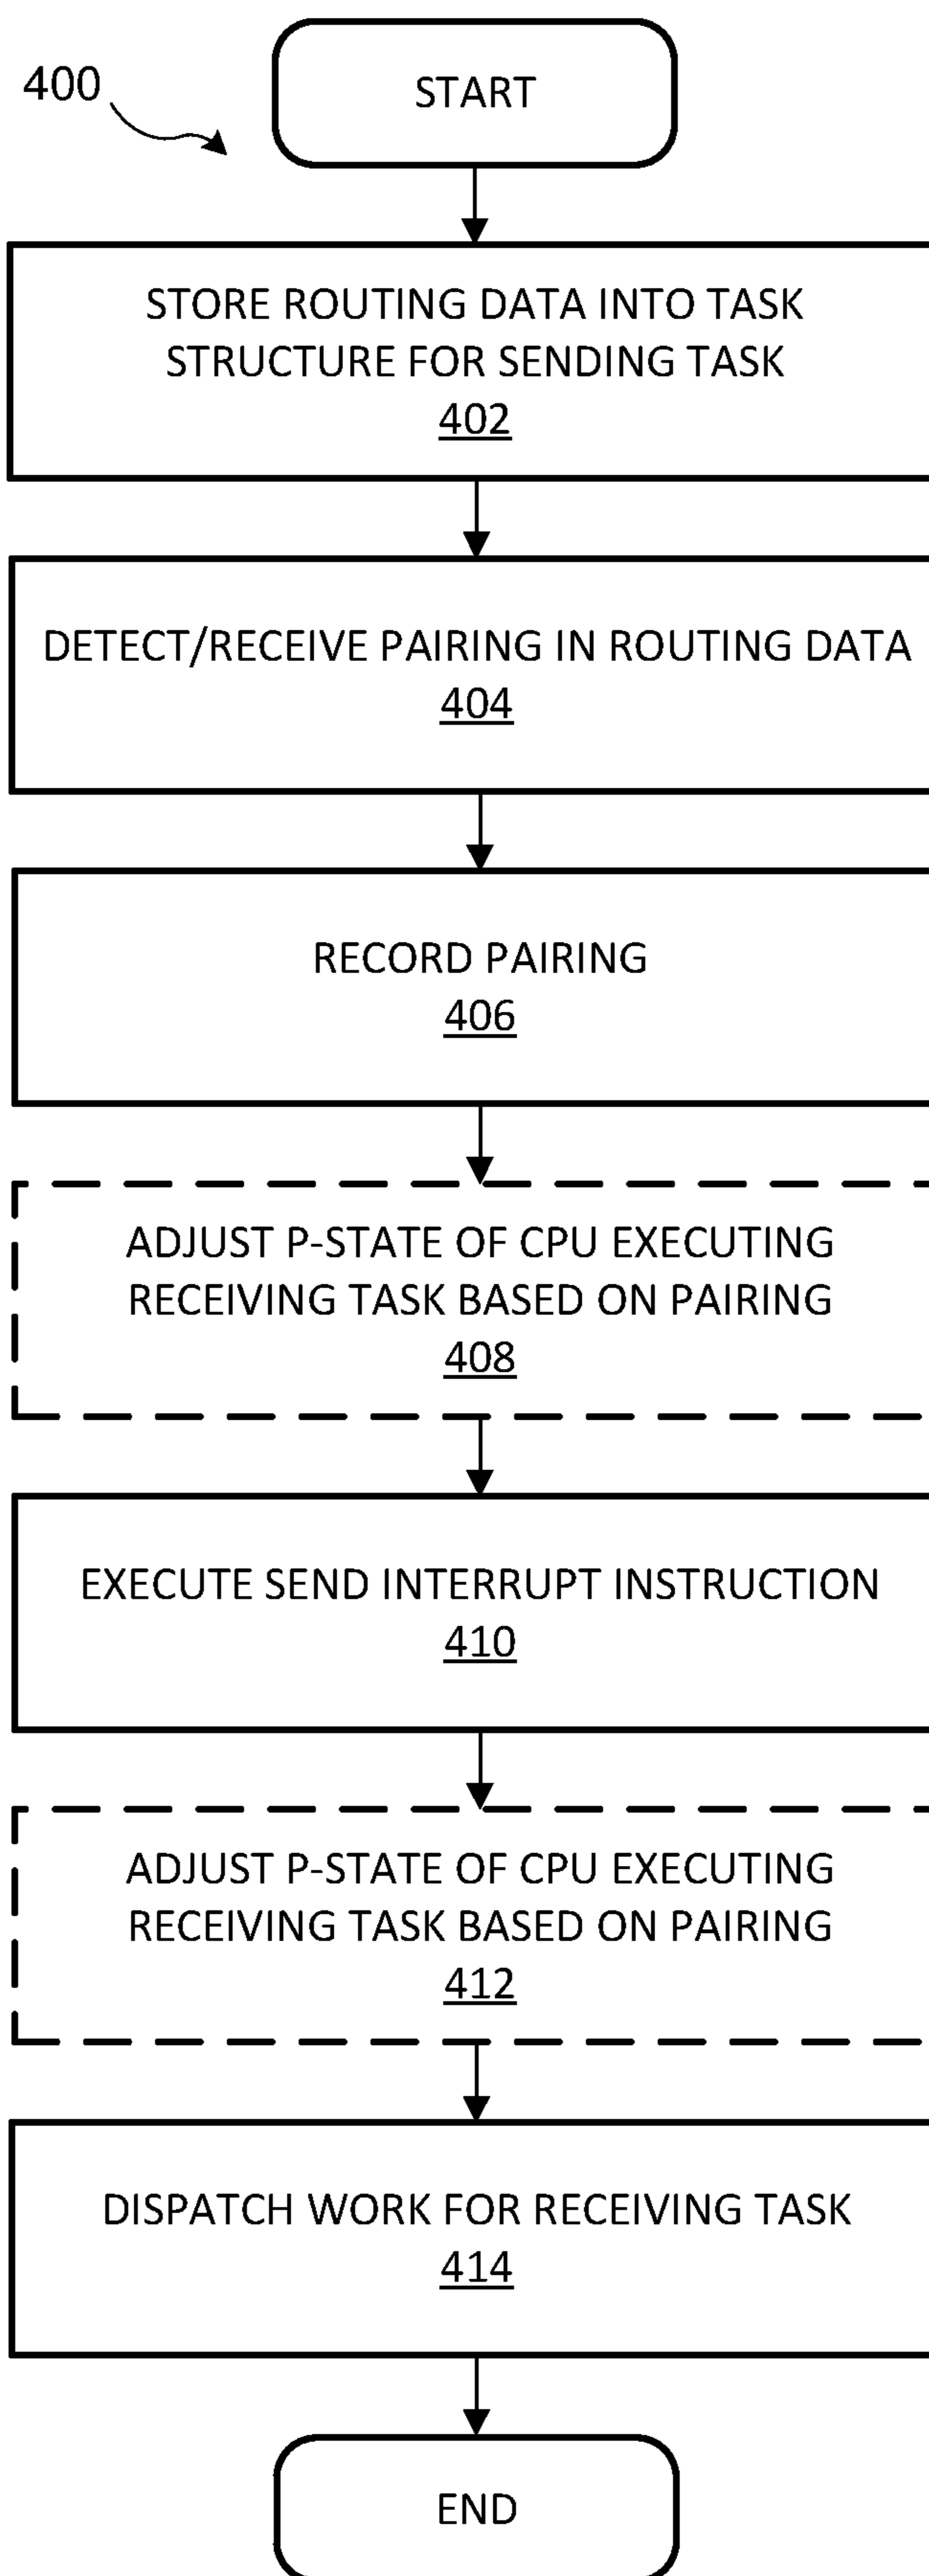 400
START
STORE ROUTING DATA INTO TASK
STRUCTURE FOR SENDING TASK
402
DETECT/RECEIVE PAIRING IN ROUTING DATA
404
RECORD PAIRING
406
ADJUST P-STATE OF CPU EXECUTING
RECEIVING TASK BASED ON PAIRING
408
EXECUTE SEND INTERRUPT INSTRUCTION
410
ADJUST P-STATE OF CPU EXECUTING
RECEIVING TASK BASED ON PAIRING
412
DISPATCH WORK FOR RECEIVING TASK
414
END